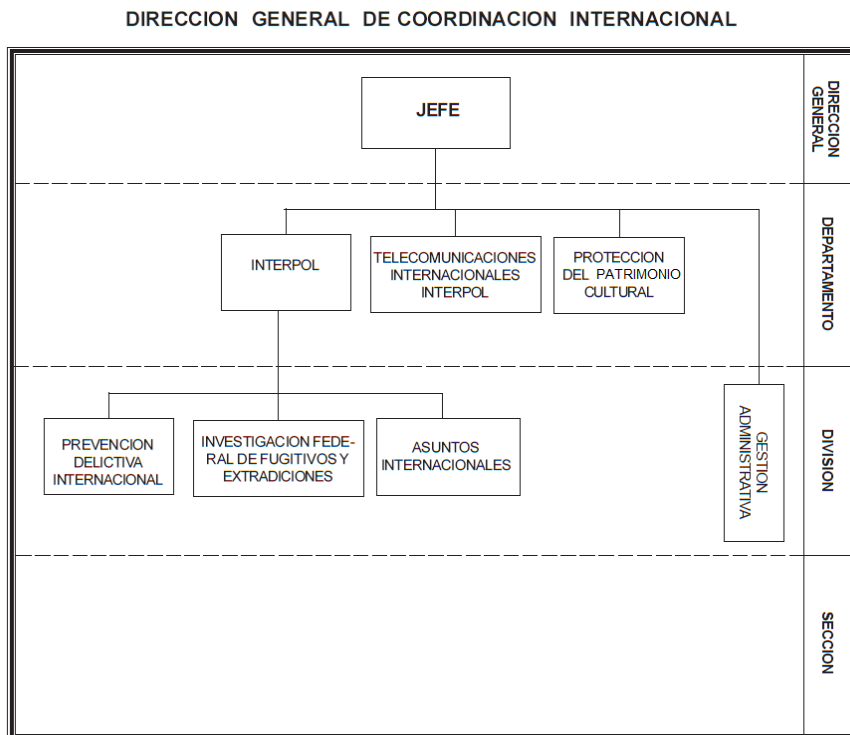 DIRECCION GENERAL DE COORDINACION INTERNACIONAL
JEFE
DIRECCION
GENERAL
INTERPOL
TELECOMUNICACIONES
INTERNACIONALES
INTERPOL
PROTECCION
DEL PATRIMONIO
CULTURAL
DEPARTAMENTO
PREVENCION
DELICTIVA
INTERNACIONAL
INVESTIGACION FEDE-
RAL DE FUGITIVOS Y
EXTRADICIONES
ASUNTOS
INTERNACIONALES
GESTION
ADMINISTRATIVA
DIVISION
SECCION